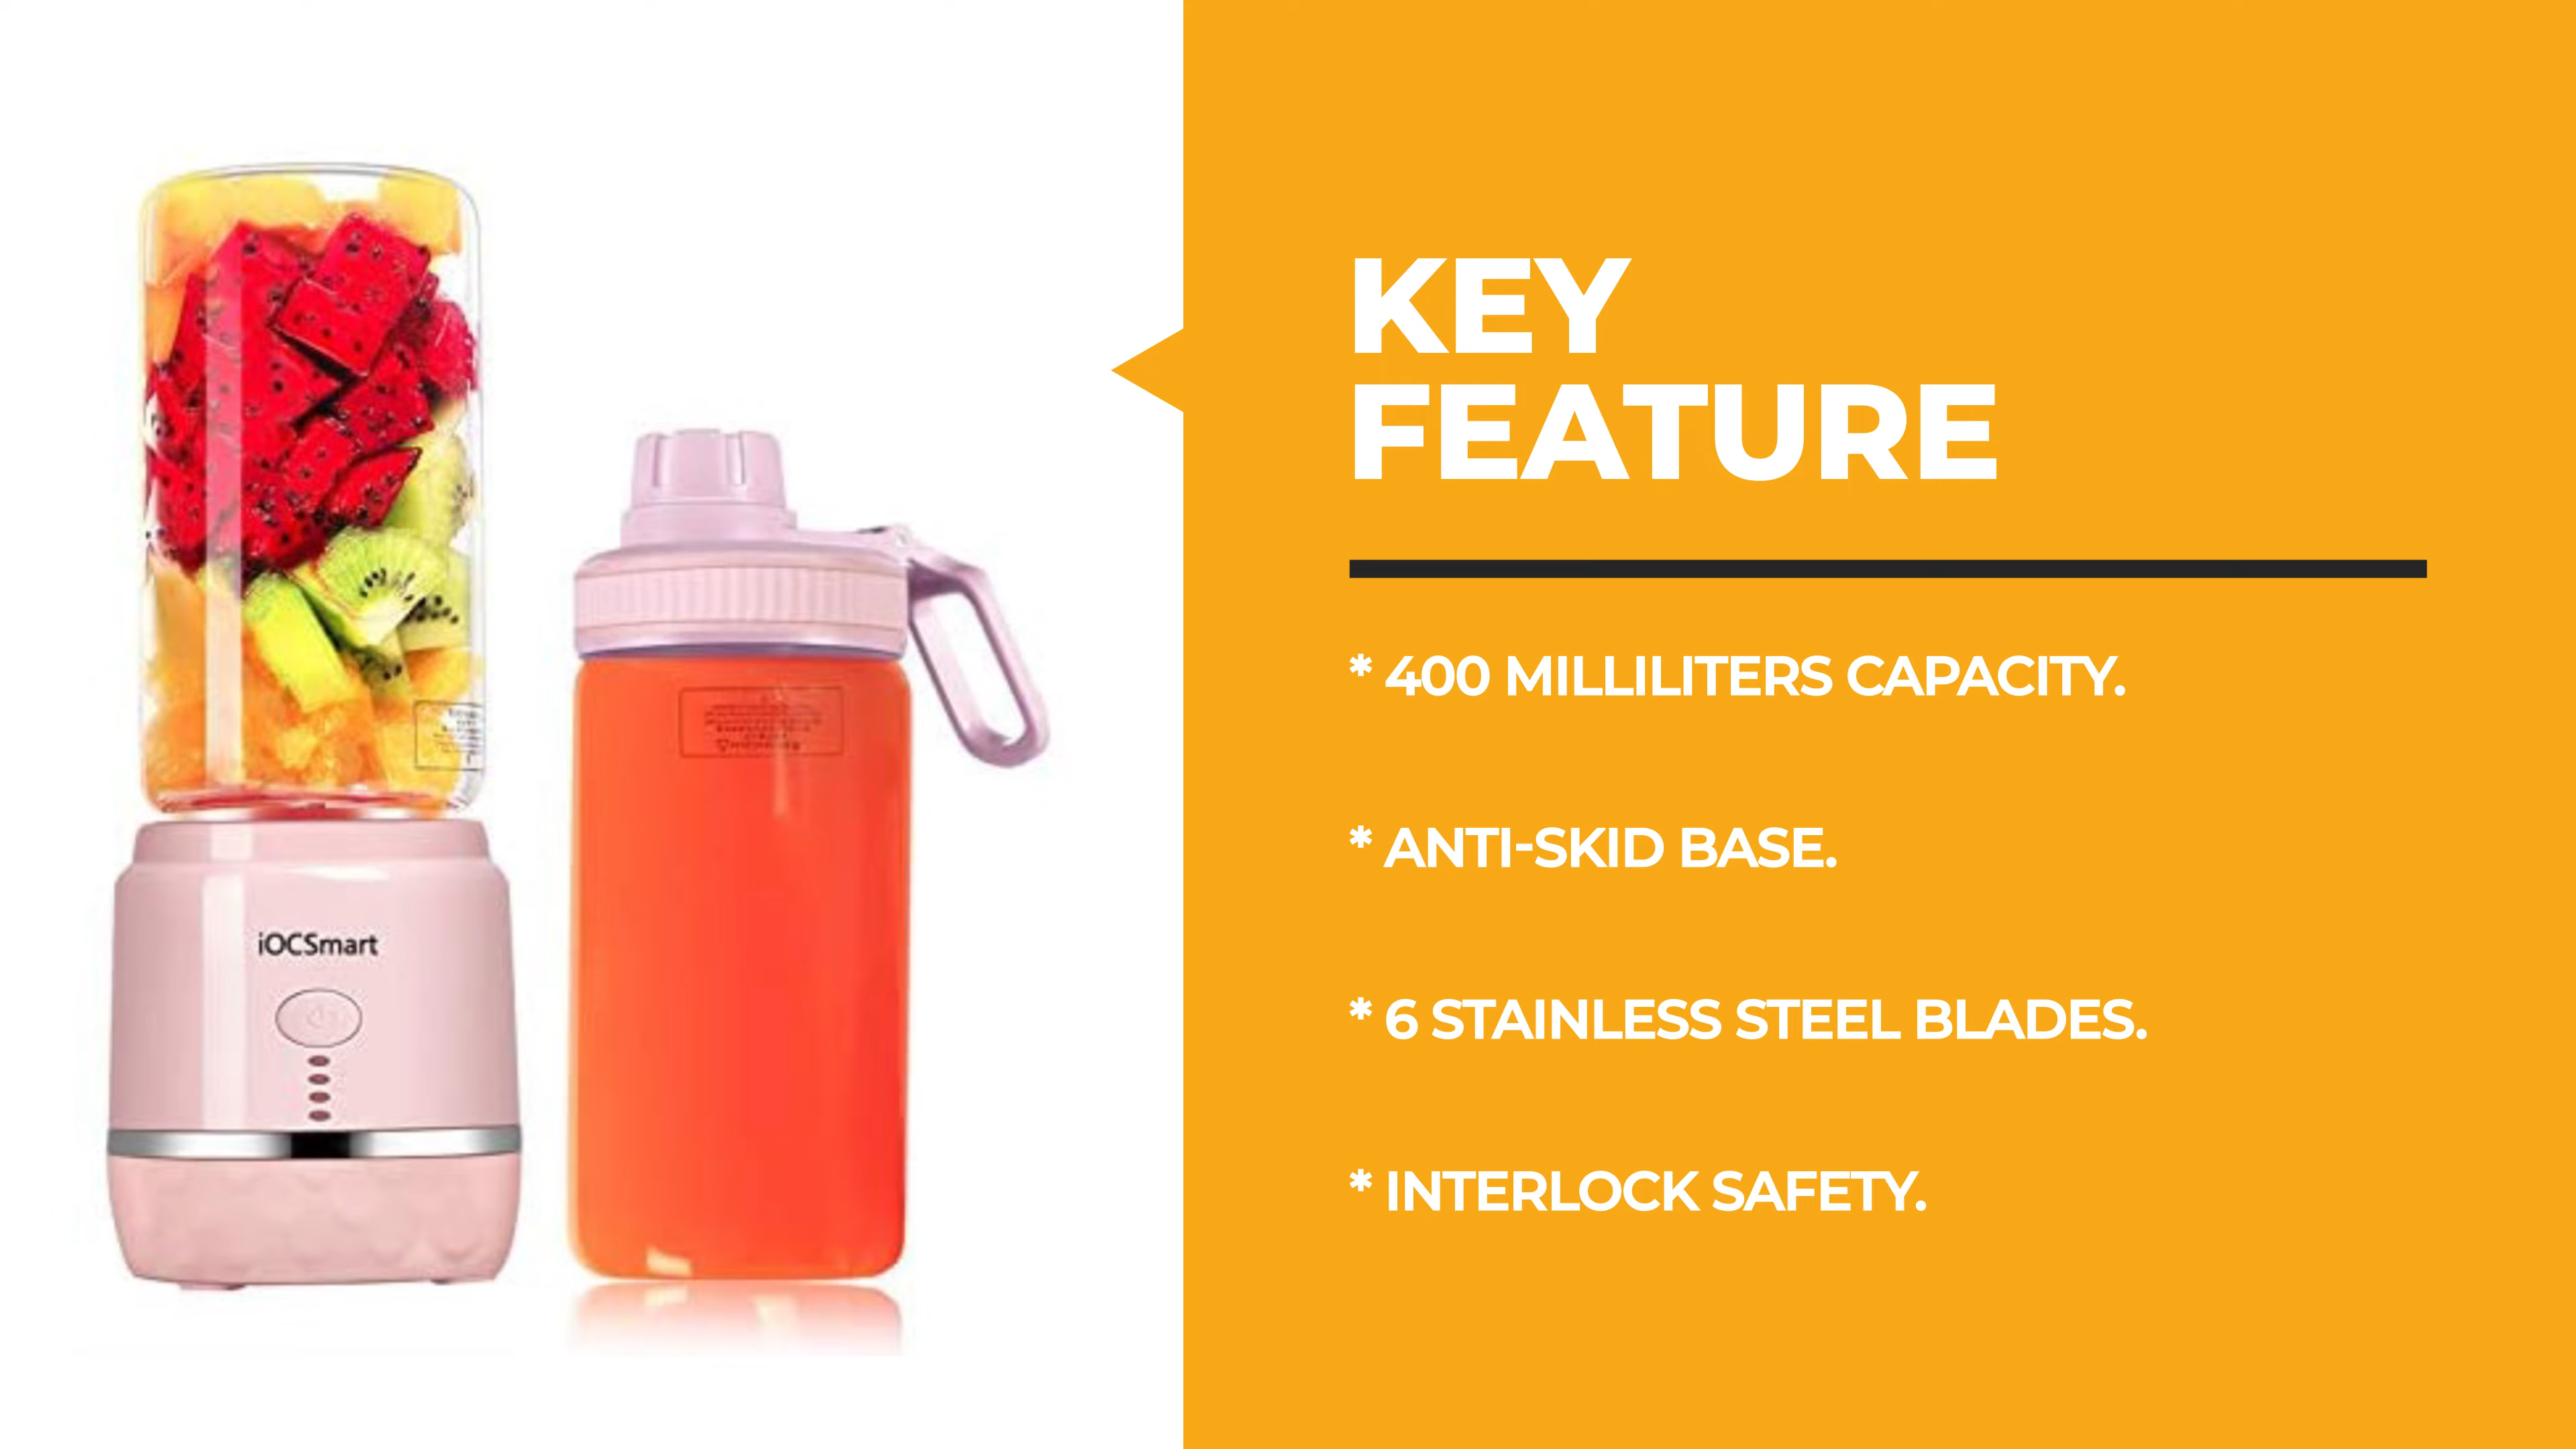 iOCSmart
KEY
FEATURE
* 400 MILLILITERS CAPACITY.
* ANTI-SKID BASE.
* 6 STAINLESS STEEL BLADES.
* INTERLOCK SAFETY.